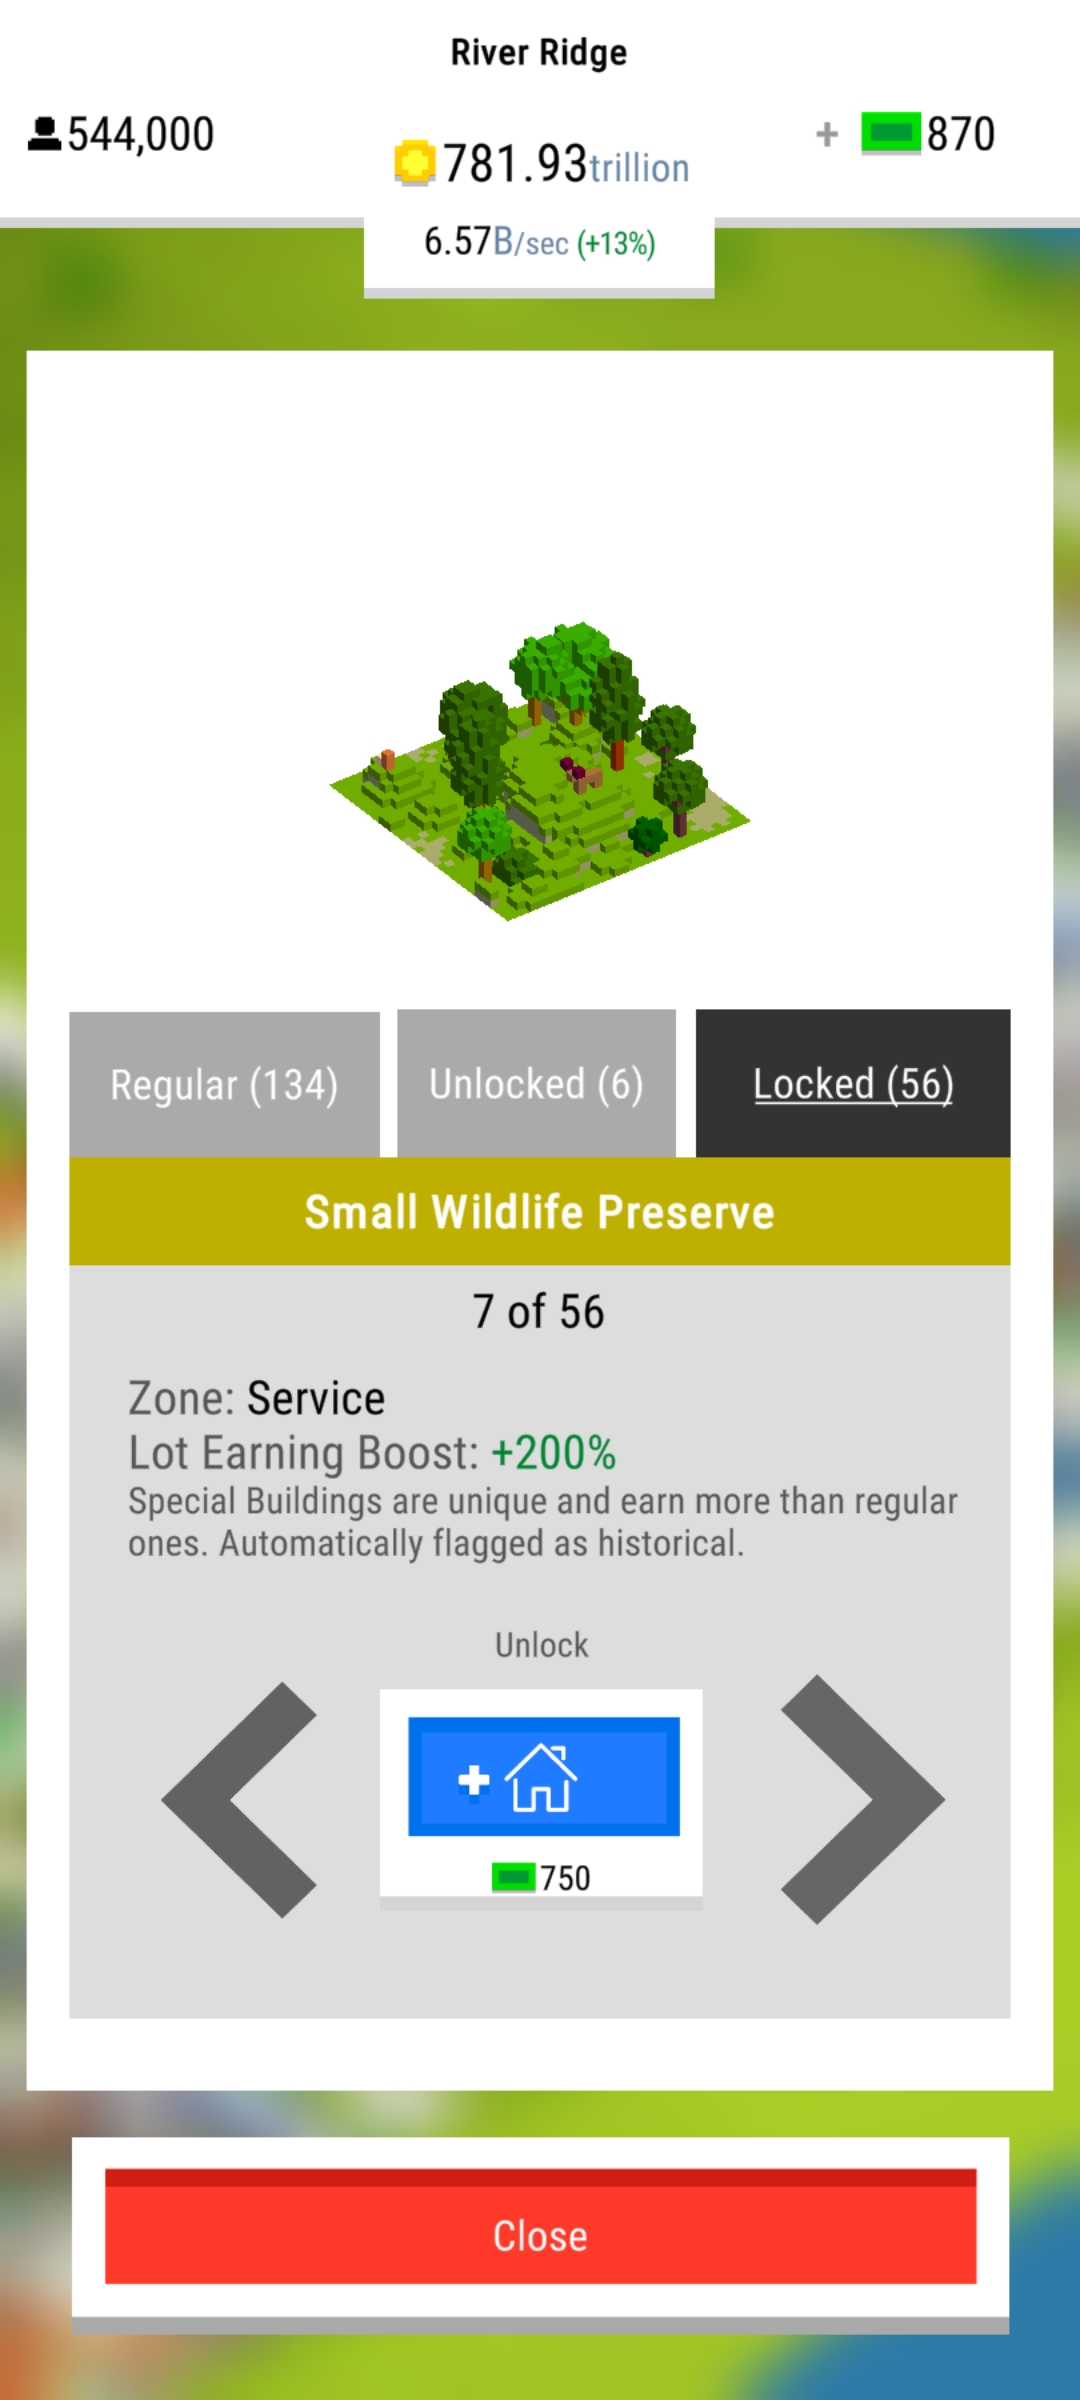 River Ridge
544,000
+ 870
781.93trillion
6.57B/sec (+13%)
Regular (134)
Unlocked (6)
Locked (56)
Small Wildlife Preserve
7 of 56
Zone: Service
Lot Earning Boost: +200%
Special Buildings are unique and earn more than regular
ones. Automatically flagged as historical.
Unlock
750
Close